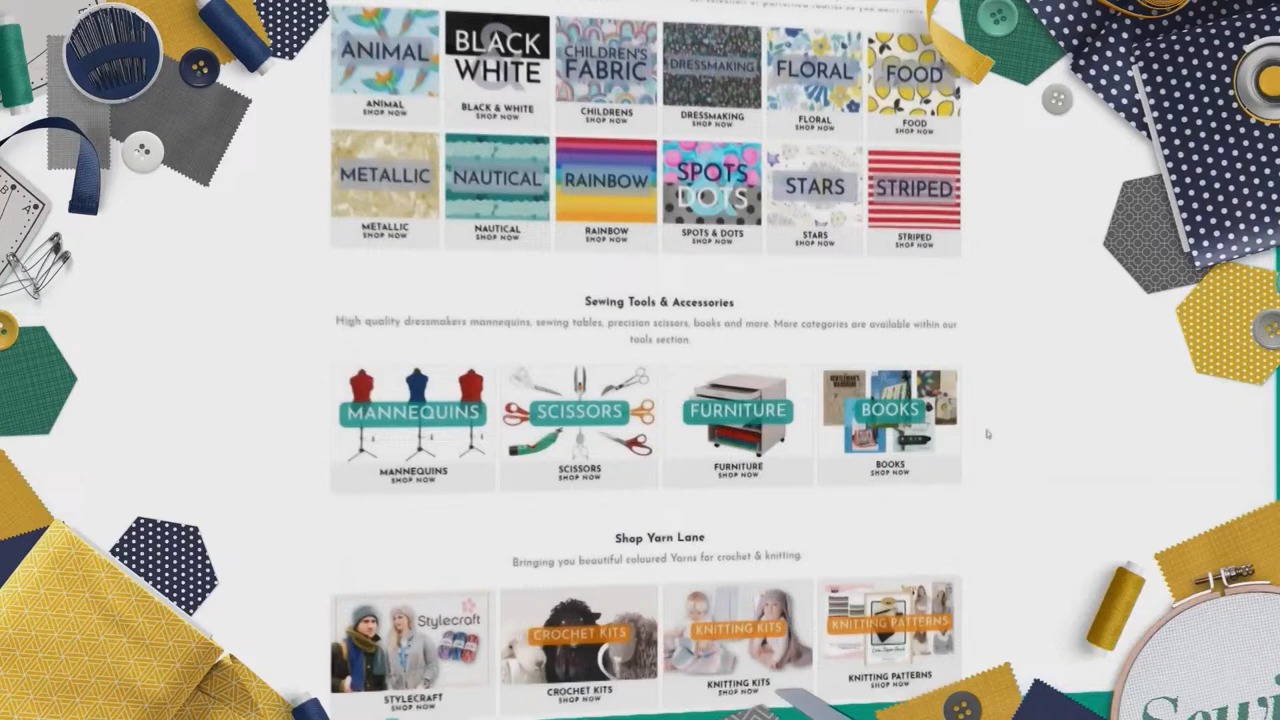 ANIMAL
BLACK
&
WHITE
CHILDREN'S
FABRIC
DRESSMAKING
FLORAL
FOOD
ANIMAL
SHOP NOW
BLACK & WHITE
SHOP NOW
CHILDRENS
SHOP NOW
DRESSMAKING
SHOP NOW
FLORAL
SHOP NOW
FOOD
SHOP NOW
METALLIC
NAUTICAL
RAINBOW
SPOTS
&
DOTS
STARS
STRIPED
METALLIC
SHOP NOW
NAUTICAL
SHOP NOW
RAINBOW
SHOP NOW
SPOTS & DOTS
SHOP NOW
STARS
SHOP NOW
STRIPED
SHOP NOW
Sewing Tools & Accessories
High quality dressmakers mannequins, sewing tables, precision scissors, books and more. More categories are available within our
tools section.
MANNEQUINS
SCISSORS
FURNITURE
BOOKS
MANNEQUINS
SHOP NOW
SCISSORS
SHOP NOW
FURNITURE
SHOP NOW
BOOKS
SHOP NOW
Shop Yarn Lane
Bringing you beautiful coloured Yarns for crochet & knitting.
Stylecraft
CROCHET KITS
KNITTING KITS
KNITTING PATTERNS
STYLECRAFT
SHOP NOW
CROCHET KITS
SHOP NOW
KNITTING KITS
SHOP NOW
KNITTING PATTERNS
SHOP NOW